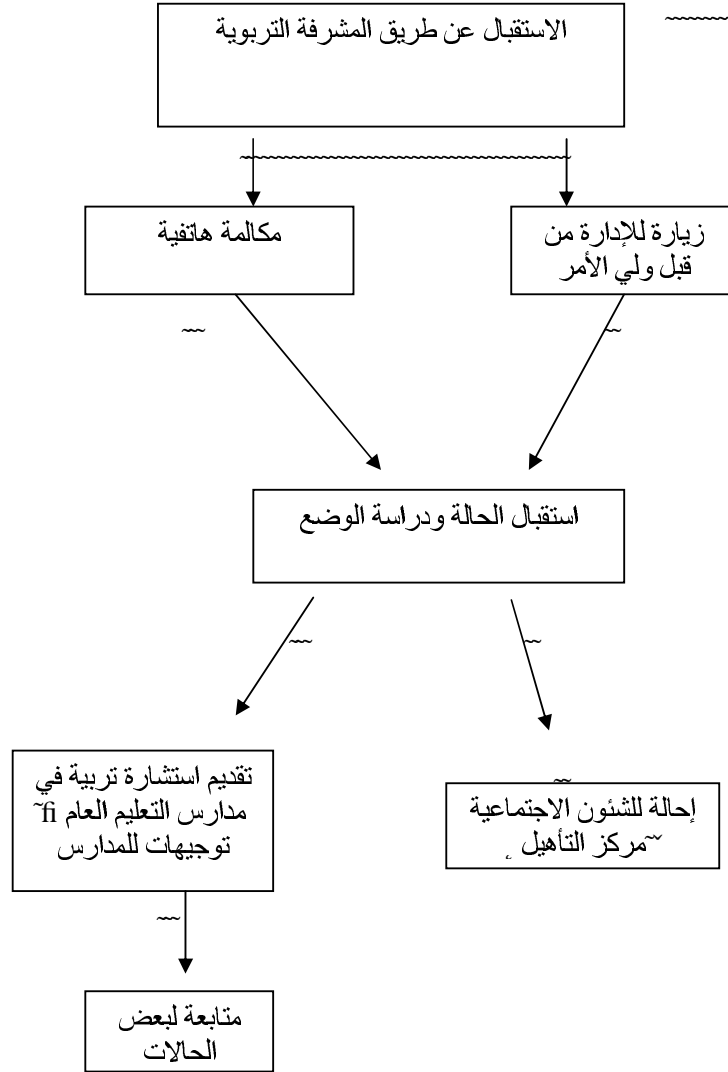 الاستقبال عن طريق المشرفة التربوية
زيارة للإدارة من
قبل ولي الأمر
مكالمة هاتفية
استقبال الحالة ودراسة الوضع
إحالة للشئون الاجتماعية
مركز التأهيل
تقديم استشارة تربية في
مدارس التعليم العام
توجيهات للمدارس
متابعة لبعض
الحالات